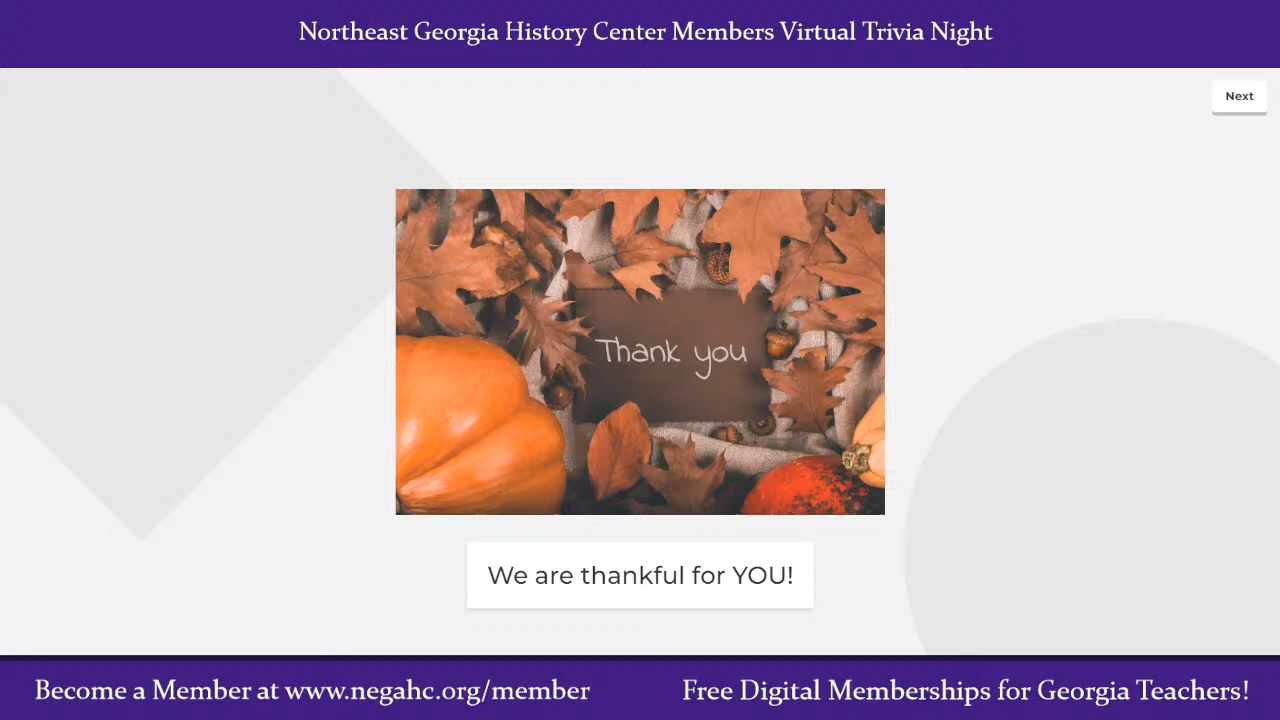 Northeast Georgia History Center Members Virtual Trivia Night
Next
Thank you
We are thankful for YOU!
Become a Member at www.negahc.org/member
Free Digital Memberships for Georgia Teachers!